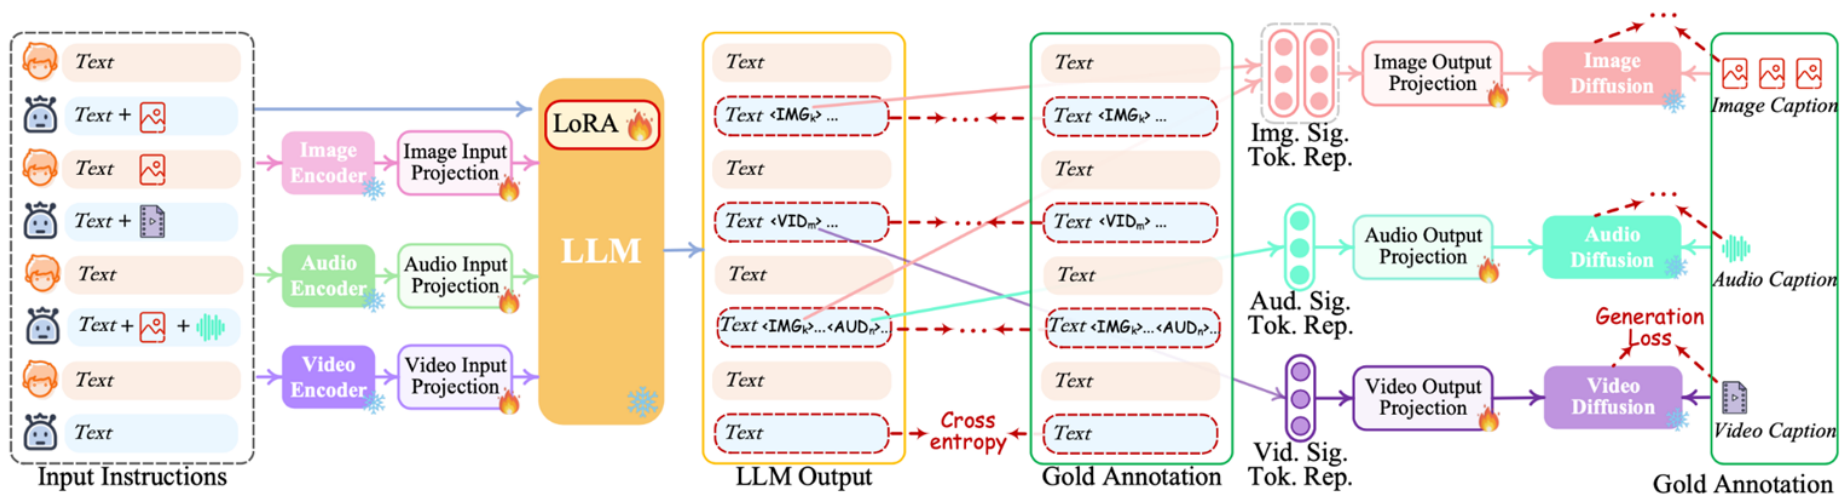 Text
Text +
Text
Text +
Text
Text + +
Text
Text
Input Instructions
Image
Encoder
Image Input
Projection
Audio
Encoder
Audio Input
Projection
Video
Encoder
Video Input
Projection
LoRA
LLM
Text
Text <IMGₖ> ...
Text
Text <VIDₘ> ...
Text
Text <IMGₖ>...<AUDₙ>...
Text
Text
LLM Output
...
...
...
Cross
entropy
Text
Text <IMGₖ> ...
Text
Text <VIDₘ> ...
Text
Text <IMGₖ>...<AUDₙ>...
Text
Text
Gold Annotation
Img. Sig.
Tok. Rep.
Image Output
Projection
Image
Diffusion
...
Image Caption
Aud. Sig.
Tok. Rep.
Audio Output
Projection
Audio
Diffusion
...
Audio Caption
Generation
Loss
Vid. Sig.
Tok. Rep.
Video Output
Projection
Video
Diffusion
Video Caption
Gold Annotation